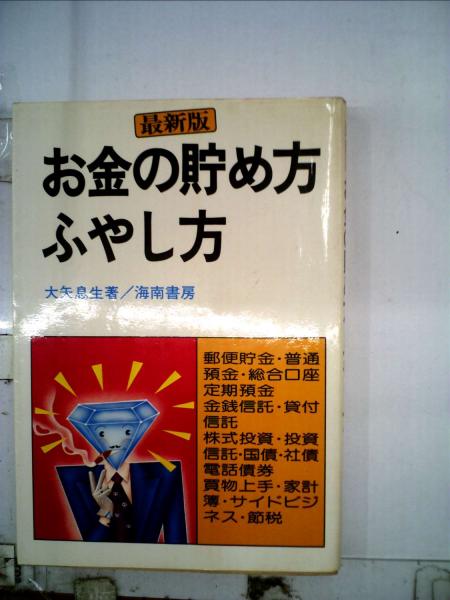 最新版
お金の貯め方
ふやし方
大矢息生著／海南書房
郵便貯金・普通
預金・総合口座
定期預金
金銭信託・貸付
信託
株式投資・投資
信託・国債・社債
電話債券
買物上手・家計
簿・サイドビジ
ネス・節税